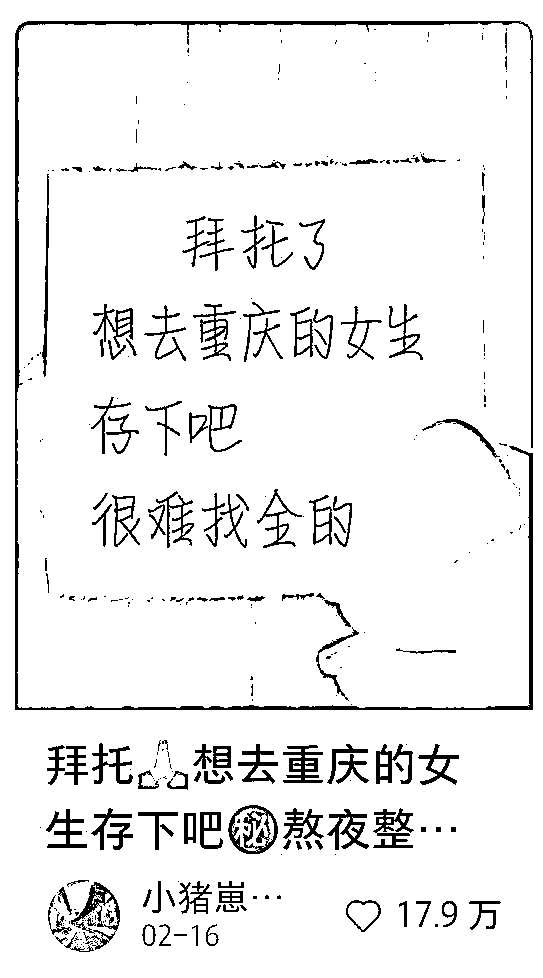 拜托了
想去重庆的女生
存下吧
很难找全的
拜托🙏想去重庆的女
生存下吧㊙熬夜整…
小猪崽…
02-16
17.9 万